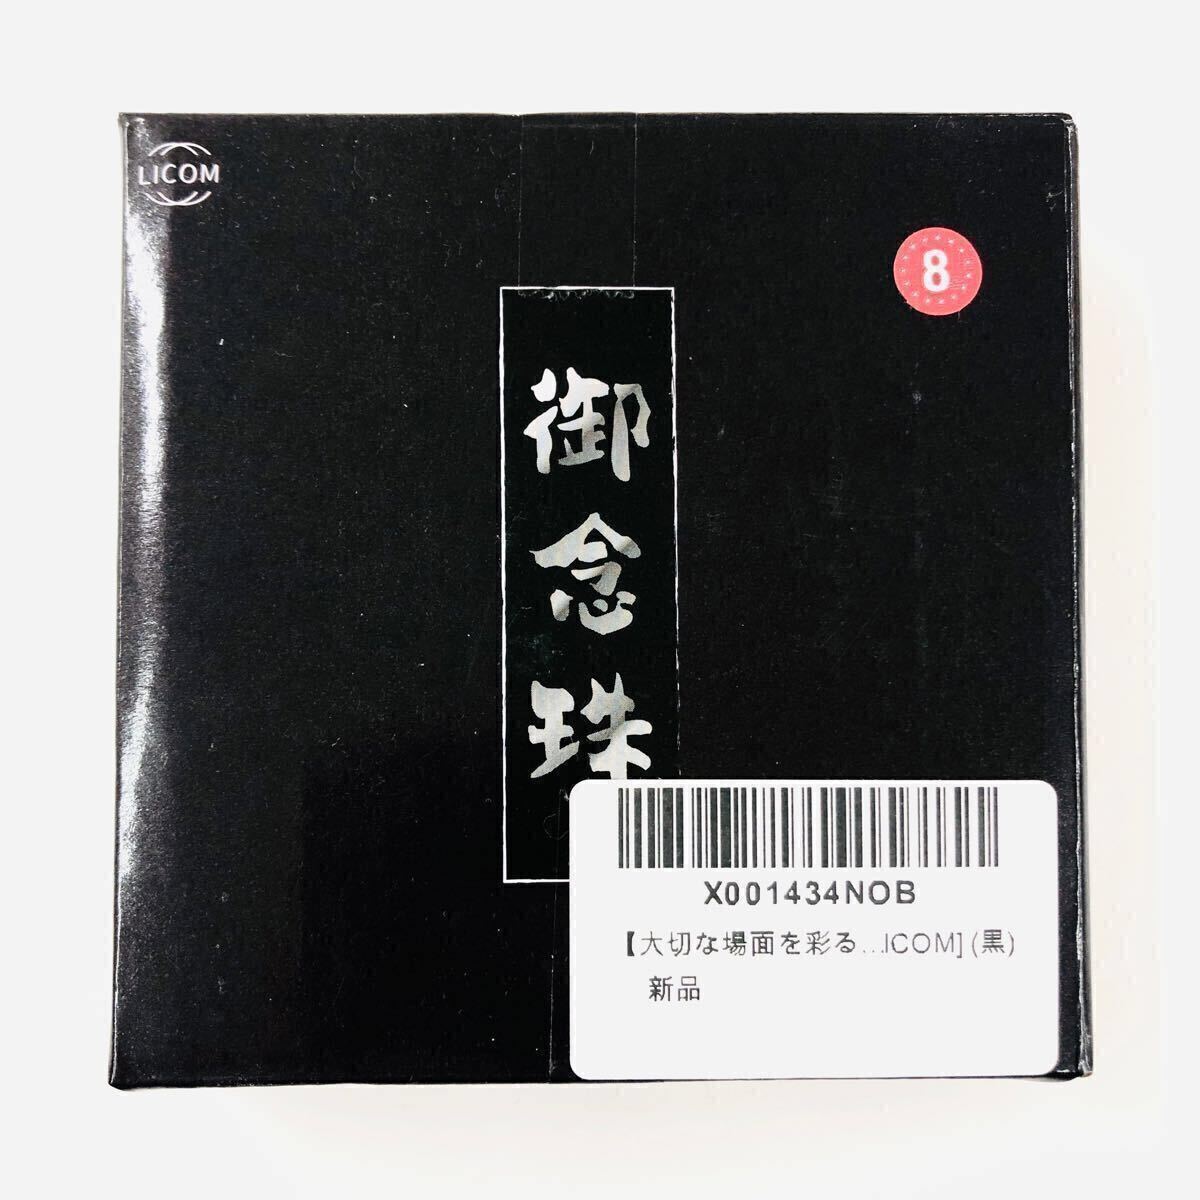 LICOM
8
御念珠
X001434NOB
【大切な場面を彩る...ICOM] (黒)
新品